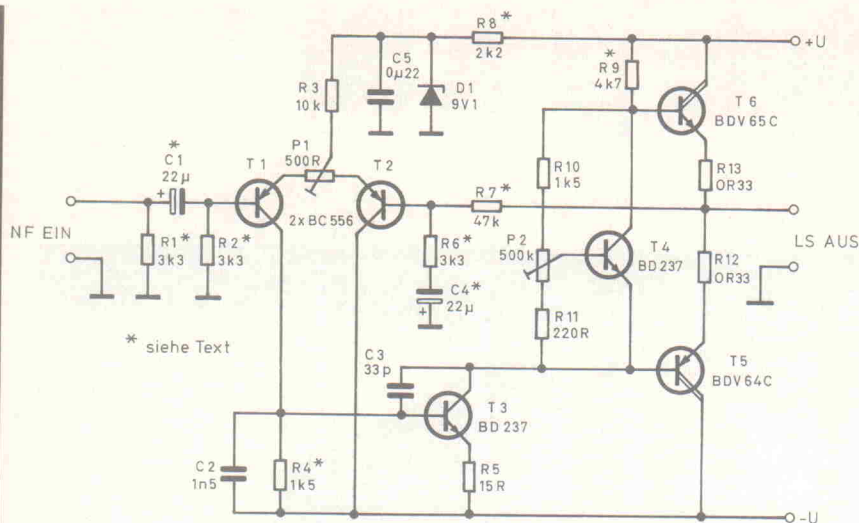 R8*
2k2
+U
C5
0µ22
*
R9
4k7
R3
10k
D1
9V1
T6
BDV65C
P1
500R
*
C1
22µ
+
T1
T2
R10
1k5
R13
0R33
R7*
47k
2xBC556
NF EIN
R1*
3k3
R2*
3k3
R6*
3k3
P2
500k
T4
BD237
LS AUS
R12
0R33
C4*
22µ
+
R11
220R
* siehe Text
C3
33p
T5
BDV64C
T3
BD237
C2
1n5
R4*
1k5
R5
15R
-U